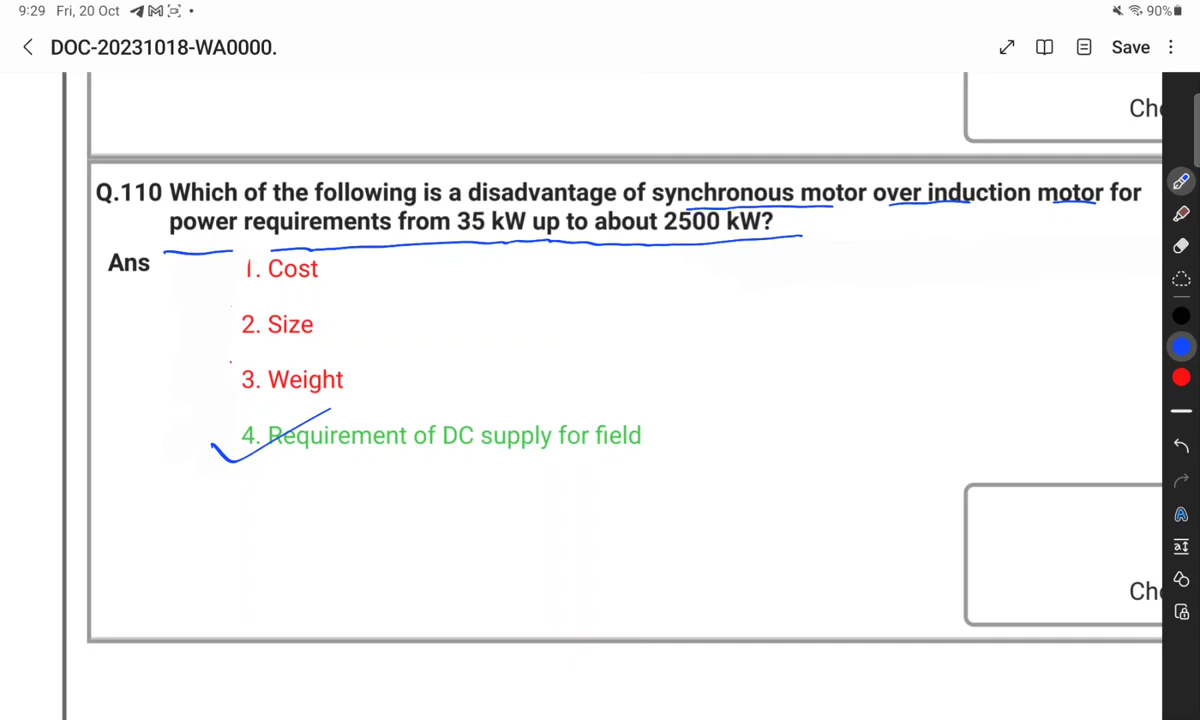 9:29 Fri, 20 Oct
90%
DOC-20231018-WA0000.
Save
Q.110 Which of the following is a disadvantage of synchronous motor over induction motor for
power requirements from 35 kW up to about 2500 kW?
Ans
1. Cost
2. Size
3. Weight
4. Requirement of DC supply for field